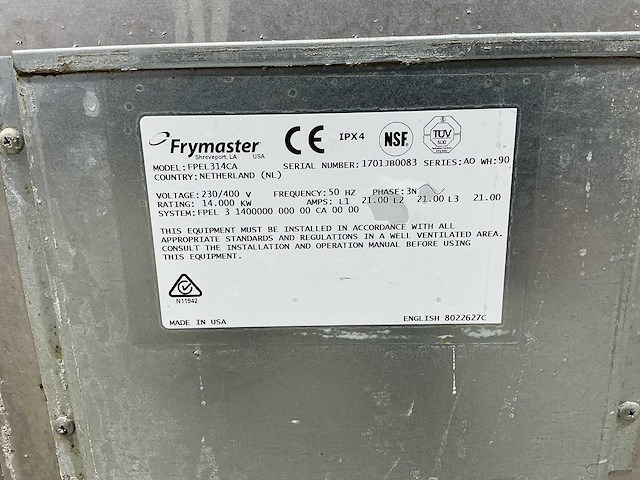 Frymaster CE IPX4 NSF TÜV
Shreveport, LA USA
MODEL: FPEL314CA SERIAL NUMBER: 1701JB0083 SERIES: AO WH:90
COUNTRY: NETHERLAND (NL)
VOLTAGE: 230/400 V FREQUENCY: 50 HZ PHASE: 3N
RATING: 14.000 KW AMPS: L1 21.00 L2 21.00 L3 21.00
SYSTEM: FPEL 3 1400000 000 00 CA 00 00
THIS EQUIPMENT MUST BE INSTALLED IN ACCORDANCE WITH ALL
APPROPRIATE STANDARDS AND REGULATIONS IN A WELL VENTILATED AREA.
CONSULT THE INSTALLATION AND OPERATION MANUAL BEFORE USING
THIS EQUIPMENT.
N11942
MADE IN USA ENGLISH 8022627C